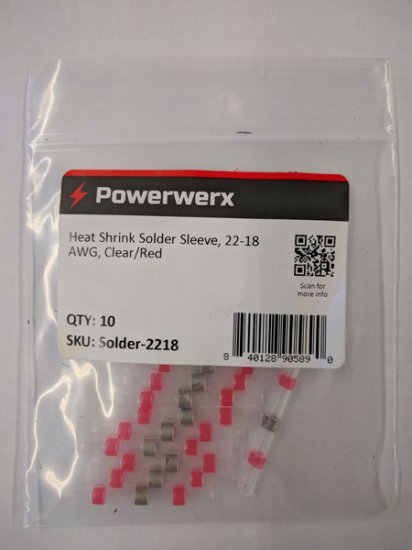 Powerwerx
Heat Shrink Solder Sleeve, 22-18
AWG, Clear/Red
Scan for
more info
QTY: 10
SKU: Solder-2218
8 40128 90589 0